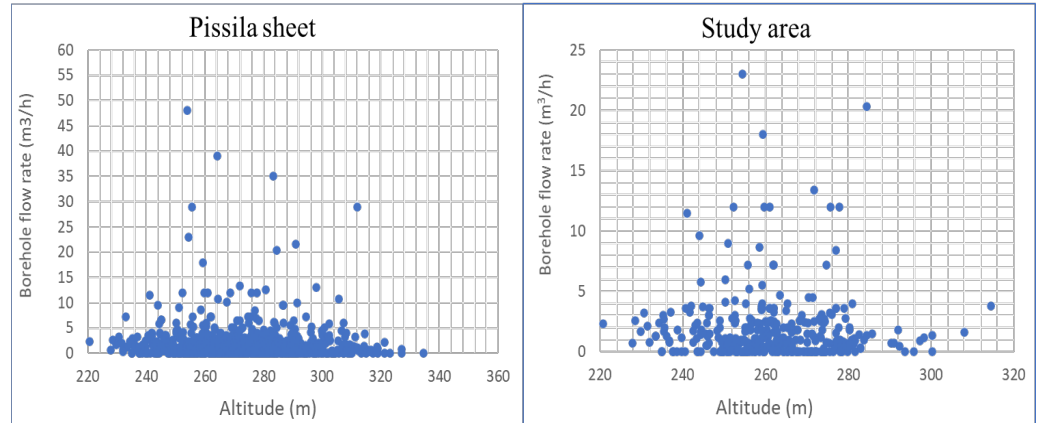 Pissila sheet
Borehole flow rate (m3/h)
60
55
50
45
40
35
30
25
20
15
10
5
0
220 240 260 280 300 320 340 360
Altitude (m)
Study area
Borehole flow rate (m³/h)
25
20
15
10
5
0
220 240 260 280 300 320
Altitude (m)